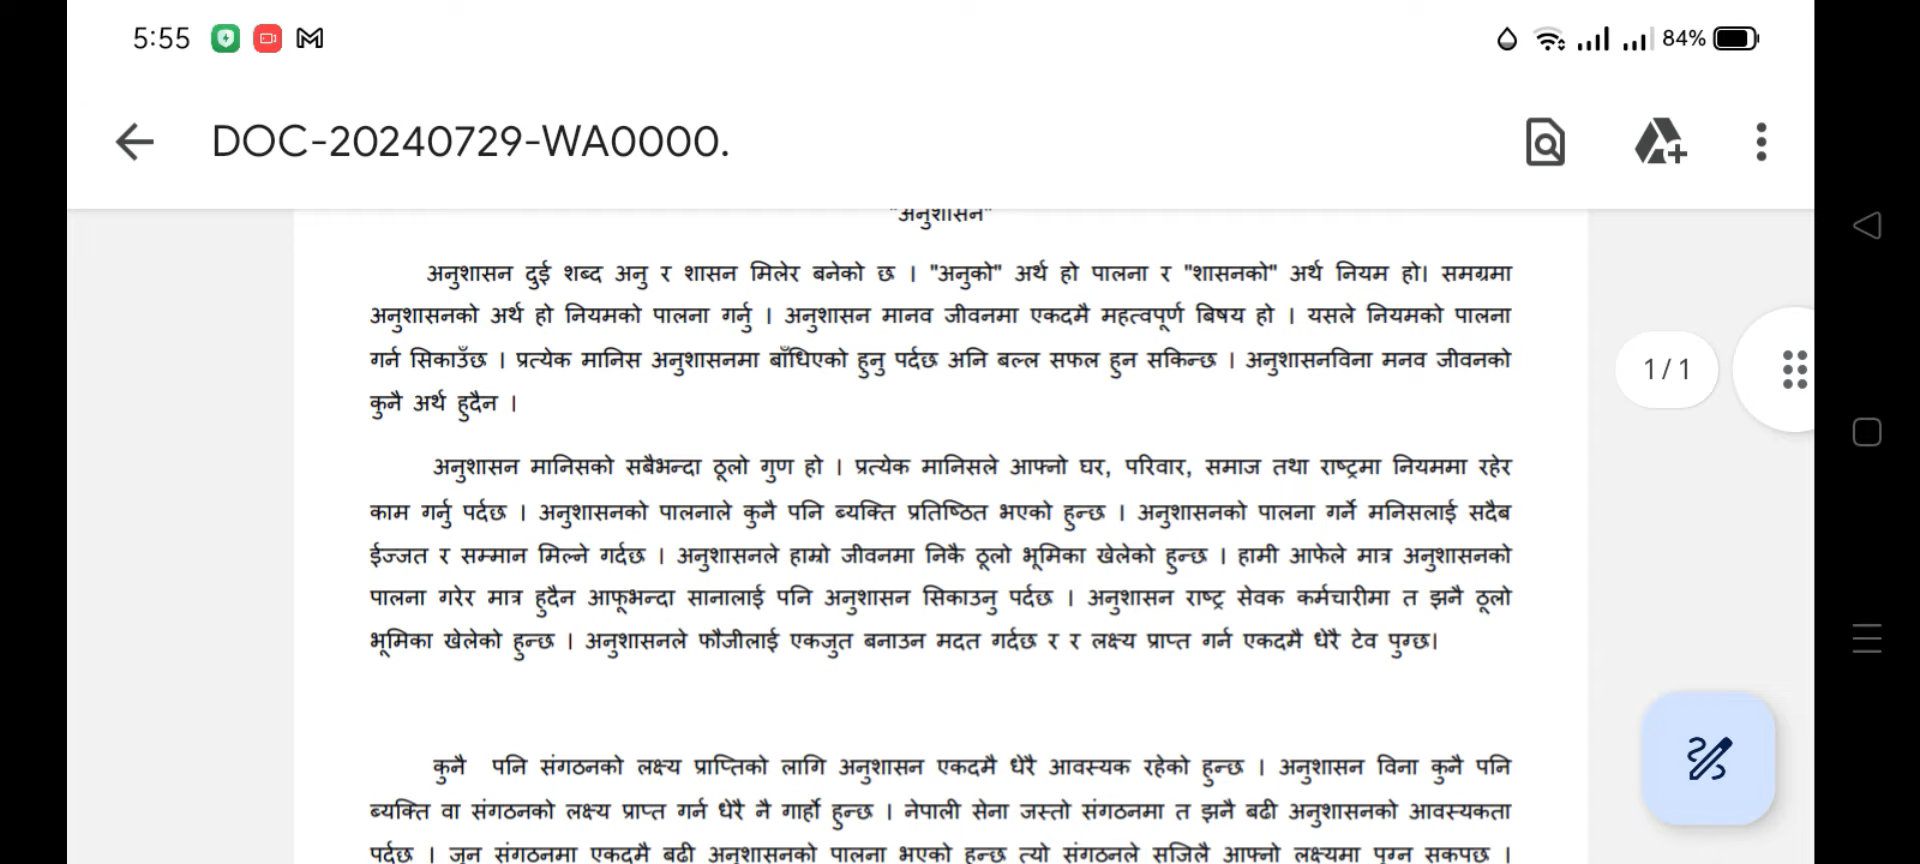 5:55
84%
DOC-20240729-WA0000.
"अनुशासन"
अनुशासन दुई शब्द अनु र शासन मिलेर बनेको छ । "अनुको" अर्थ हो पालना र "शासनको" अर्थ नियम हो। समग्रमा
अनुशासनको अर्थ हो नियमको पालना गर्नु । अनुशासन मानव जीवनमा एकदमै महत्वपूर्ण बिषय हो । यसले नियमको पालना
गर्न सिकाउँछ । प्रत्येक मानिस अनुशासनमा बाँधिएको हुनु पर्दछ अनि बल्ल सफल हुन सकिन्छ । अनुशासनविना मनव जीवनको
कुनै अर्थ हुदैन ।
1 / 1
अनुशासन मानिसको सबैभन्दा ठूलो गुण हो । प्रत्येक मानिसले आफ्नो घर, परिवार, समाज तथा राष्ट्रमा नियममा रहेर
काम गर्नु पर्दछ । अनुशासनको पालनाले कुनै पनि ब्यक्ति प्रतिष्ठित भएको हुन्छ । अनुशासनको पालना गर्ने मनिसलाई सदैब
ईज्जत र सम्मान मिल्ने गर्दछ । अनुशासनले हाम्रो जीवनमा निकै ठूलो भूमिका खेलेको हुन्छ । हामी आफेले मात्र अनुशासनको
पालना गरेर मात्र हुदैन आफूभन्दा सानालाई पनि अनुशासन सिकाउनु पर्दछ । अनुशासन राष्ट्र सेवक कर्मचारीमा त झनै ठूलो
भूमिका खेलेको हुन्छ । अनुशासनले फौजीलाई एकजुत बनाउन मदत गर्दछ र र लक्ष्य प्राप्त गर्न एकदमै धेरै टेव पुग्छ।
कुनै पनि संगठनको लक्ष्य प्राप्तिको लागि अनुशासन एकदमै धेरै आवस्यक रहेको हुन्छ । अनुशासन विना कुनै पनि
ब्यक्ति वा संगठनको लक्ष्य प्राप्त गर्न धेरै नै गार्हो हुन्छ । नेपाली सेना जस्तो संगठनमा त झनै बढी अनुशासनको आवस्यकता
पर्दछ । जुन संगठनमा एकदमै बढी अनुशासनको पालना भएको हुन्छ त्यो संगठनले सजिलै आफ्नो लक्ष्यमा पुग्न सकपछ ।